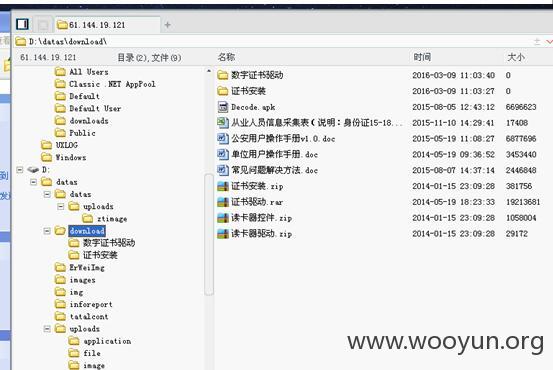 61.144.19.121
D:\datas\download\
61.144.19.121 目录(2),文件(9) 名称 时间 大小
All Users
Classic .NET AppPool
Default
Default User
downloads
Public
UXLOG
Windows
D:
datas
datas
uploads
ztimage
download
数字证书驱动
证书安装
ErWeiImg
images
img
inforeport
tatalcont
uploads
application
file
image
数字证书驱动 2016-03-09 11:03:40 0
证书安装 2016-03-09 11:03:27 0
Decode.apk 2015-08-05 12:43:12 6696623
从业人员信息采集表(说明:身份证15-18... 2015-11-10 14:29:41 17408
公安用户操作手册v1.0.doc 2014-05-19 11:08:27 6877696
单位用户操作手册.doc 2014-05-19 09:36:52 3453440
常见问题解决方法.doc 2015-08-07 14:37:14 2446848
证书安装.zip 2014-01-15 23:09:28 381756
证书驱动.rar 2014-05-19 18:23:33 19213681
读卡器控件.zip 2014-01-15 23:09:28 1058004
读卡器驱动.zip 2014-01-15 23:09:28 29172
www.wooyun.org